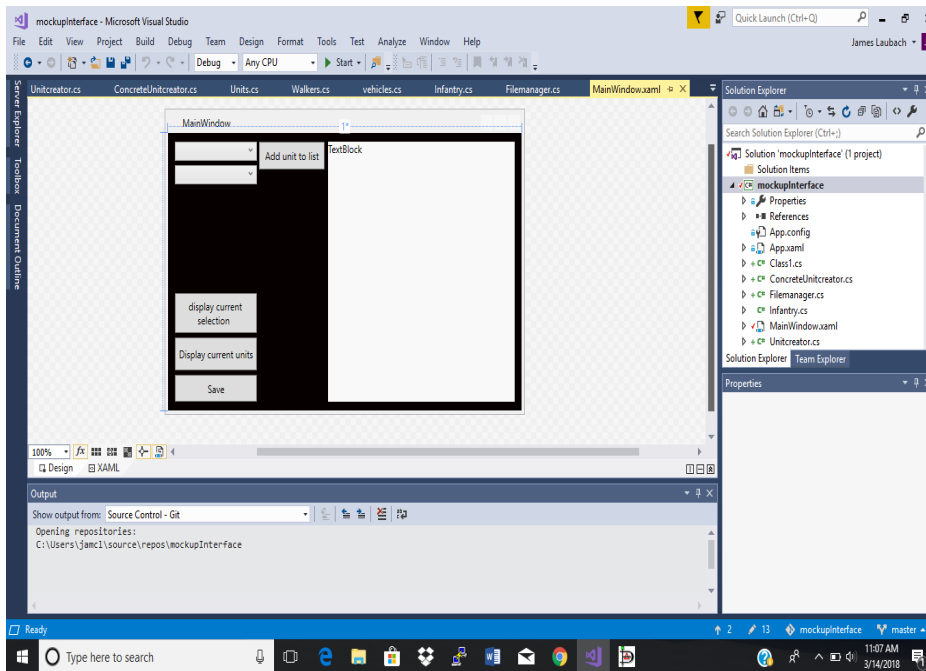 mockupInterface - Microsoft Visual Studio
Quick Launch (Ctrl+Q)
File Edit View Project Build Debug Team Design Format Tools Test Analyze Window Help
James Laubach
Debug Any CPU Start
Server Explorer
Toolbox
Document Outline
Unitcreator.cs ConcreteUnitcreator.cs Units.cs Walkers.cs vehicles.cs Infantry.cs Filemanager.cs MainWindow.xaml
MainWindow
1*
Add unit to list
TextBlock
display current
selection
Display current units
Save
100%
Design XAML
Output
Show output from: Source Control - Git
Opening repositories:
C:\Users\jamcl\source\repos\mockupInterface
Solution Explorer
Search Solution Explorer (Ctrl+;)
Solution 'mockupInterface' (1 project)
Solution Items
mockupInterface
Properties
References
App.config
App.xaml
Class1.cs
ConcreteUnitcreator.cs
Filemanager.cs
Infantry.cs
MainWindow.xaml
Unitcreator.cs
Solution Explorer Team Explorer
Properties
Ready
2 13 mockupInterface master
Type here to search
11:07 AM
3/14/2018